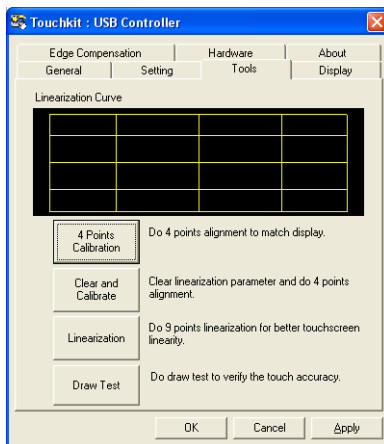 Touchkit : USB Controller
Edge Compensation Hardware About
General Setting Tools Display
Linearization Curve
4 Points
Calibration
Do 4 points alignment to match display.
Clear and
Calibrate
Clear linearization parameter and do 4 points
alignment.
Linearization
Do 9 points linearization for better touchscreen
linearity.
Draw Test
Do draw test to verify the touch accuracy.
OK Cancel Apply